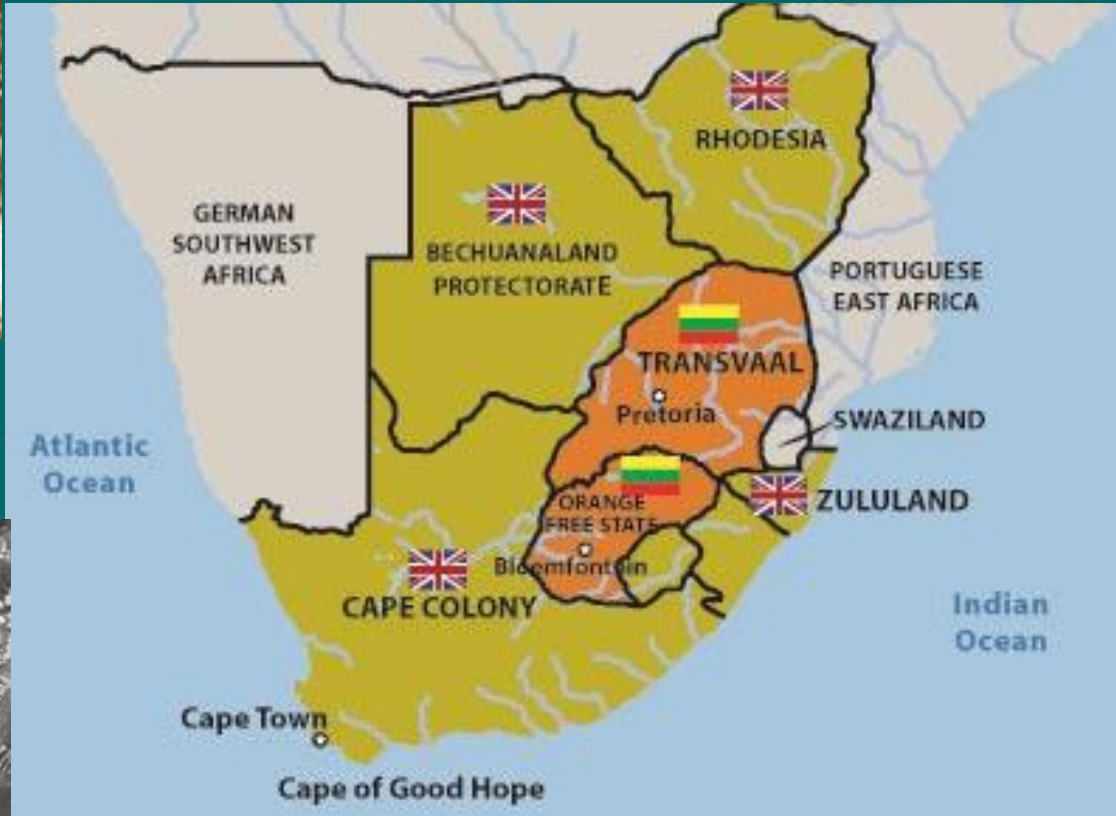 RHODESIA
GERMAN
SOUTHWEST
AFRICA
BECHUANALAND
PROTECTORATE
PORTUGUESE
EAST AFRICA
TRANSVAAL
Pretoria
SWAZILAND
Atlantic
Ocean
ORANGE
FREE STATE
ZULULAND
Bloemfontein
CAPE COLONY
Indian
Ocean
Cape Town
Cape of Good Hope